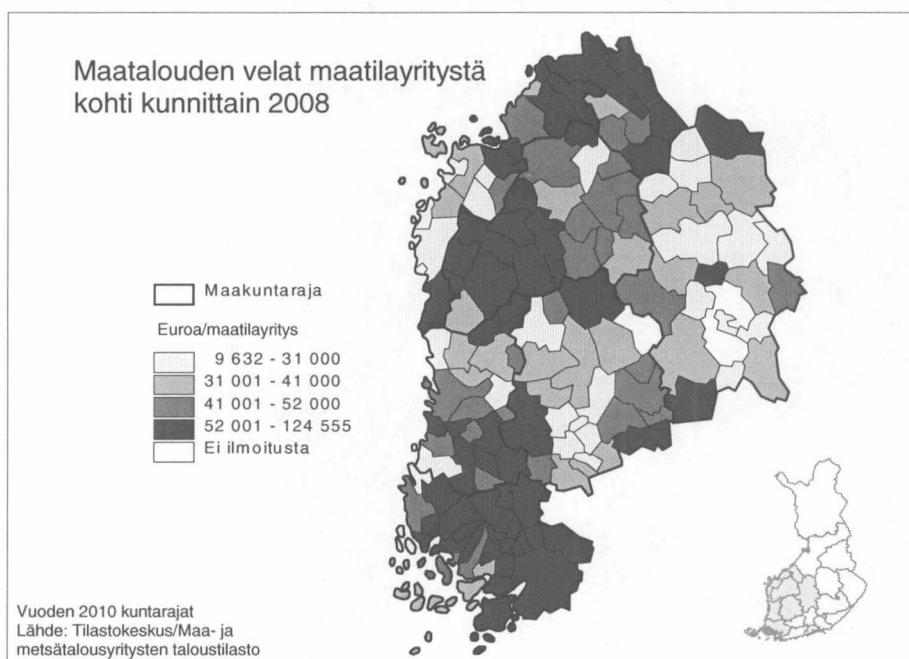 Maatalouden velat maatilayritystä
kohti kunnittain 2008
Maakuntaraja
Euroa/maatilayritys
9 632 - 31 000
31 001 - 41 000
41 001 - 52 000
52 001 - 124 555
Ei ilmoitusta
Vuoden 2010 kuntarajat
Lähde: Tilastokeskus/Maa- ja
metsätalousyritysten taloustilasto